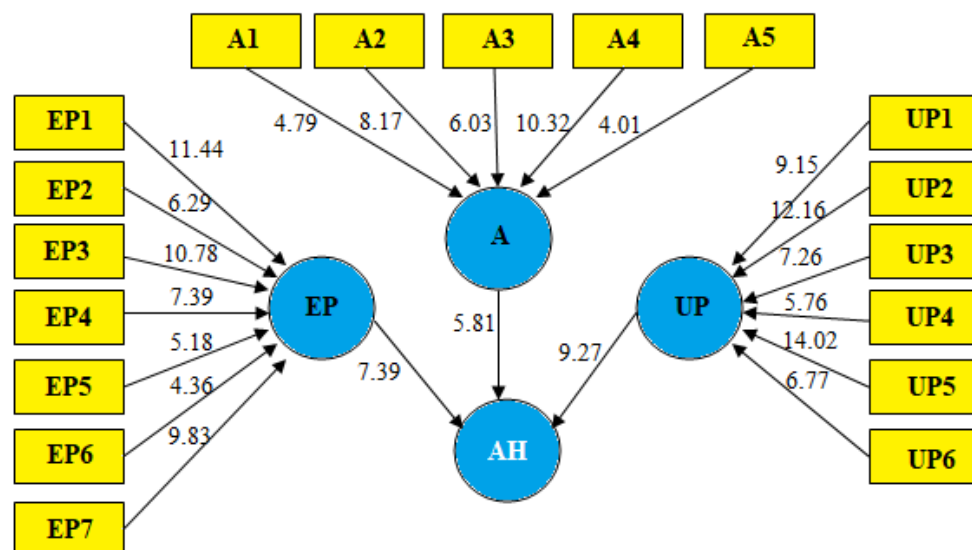 A1 A2 A3 A4 A5
4.79 8.17 6.03 10.32 4.01
EP1
EP2
EP3
EP4
EP5
EP6
EP7
11.44
6.29
10.78
7.39
5.18
4.36
9.83
UP1
UP2
UP3
UP4
UP5
UP6
9.15
12.16
7.26
5.76
14.02
6.77
A
EP
UP
7.39
5.81
9.27
AH